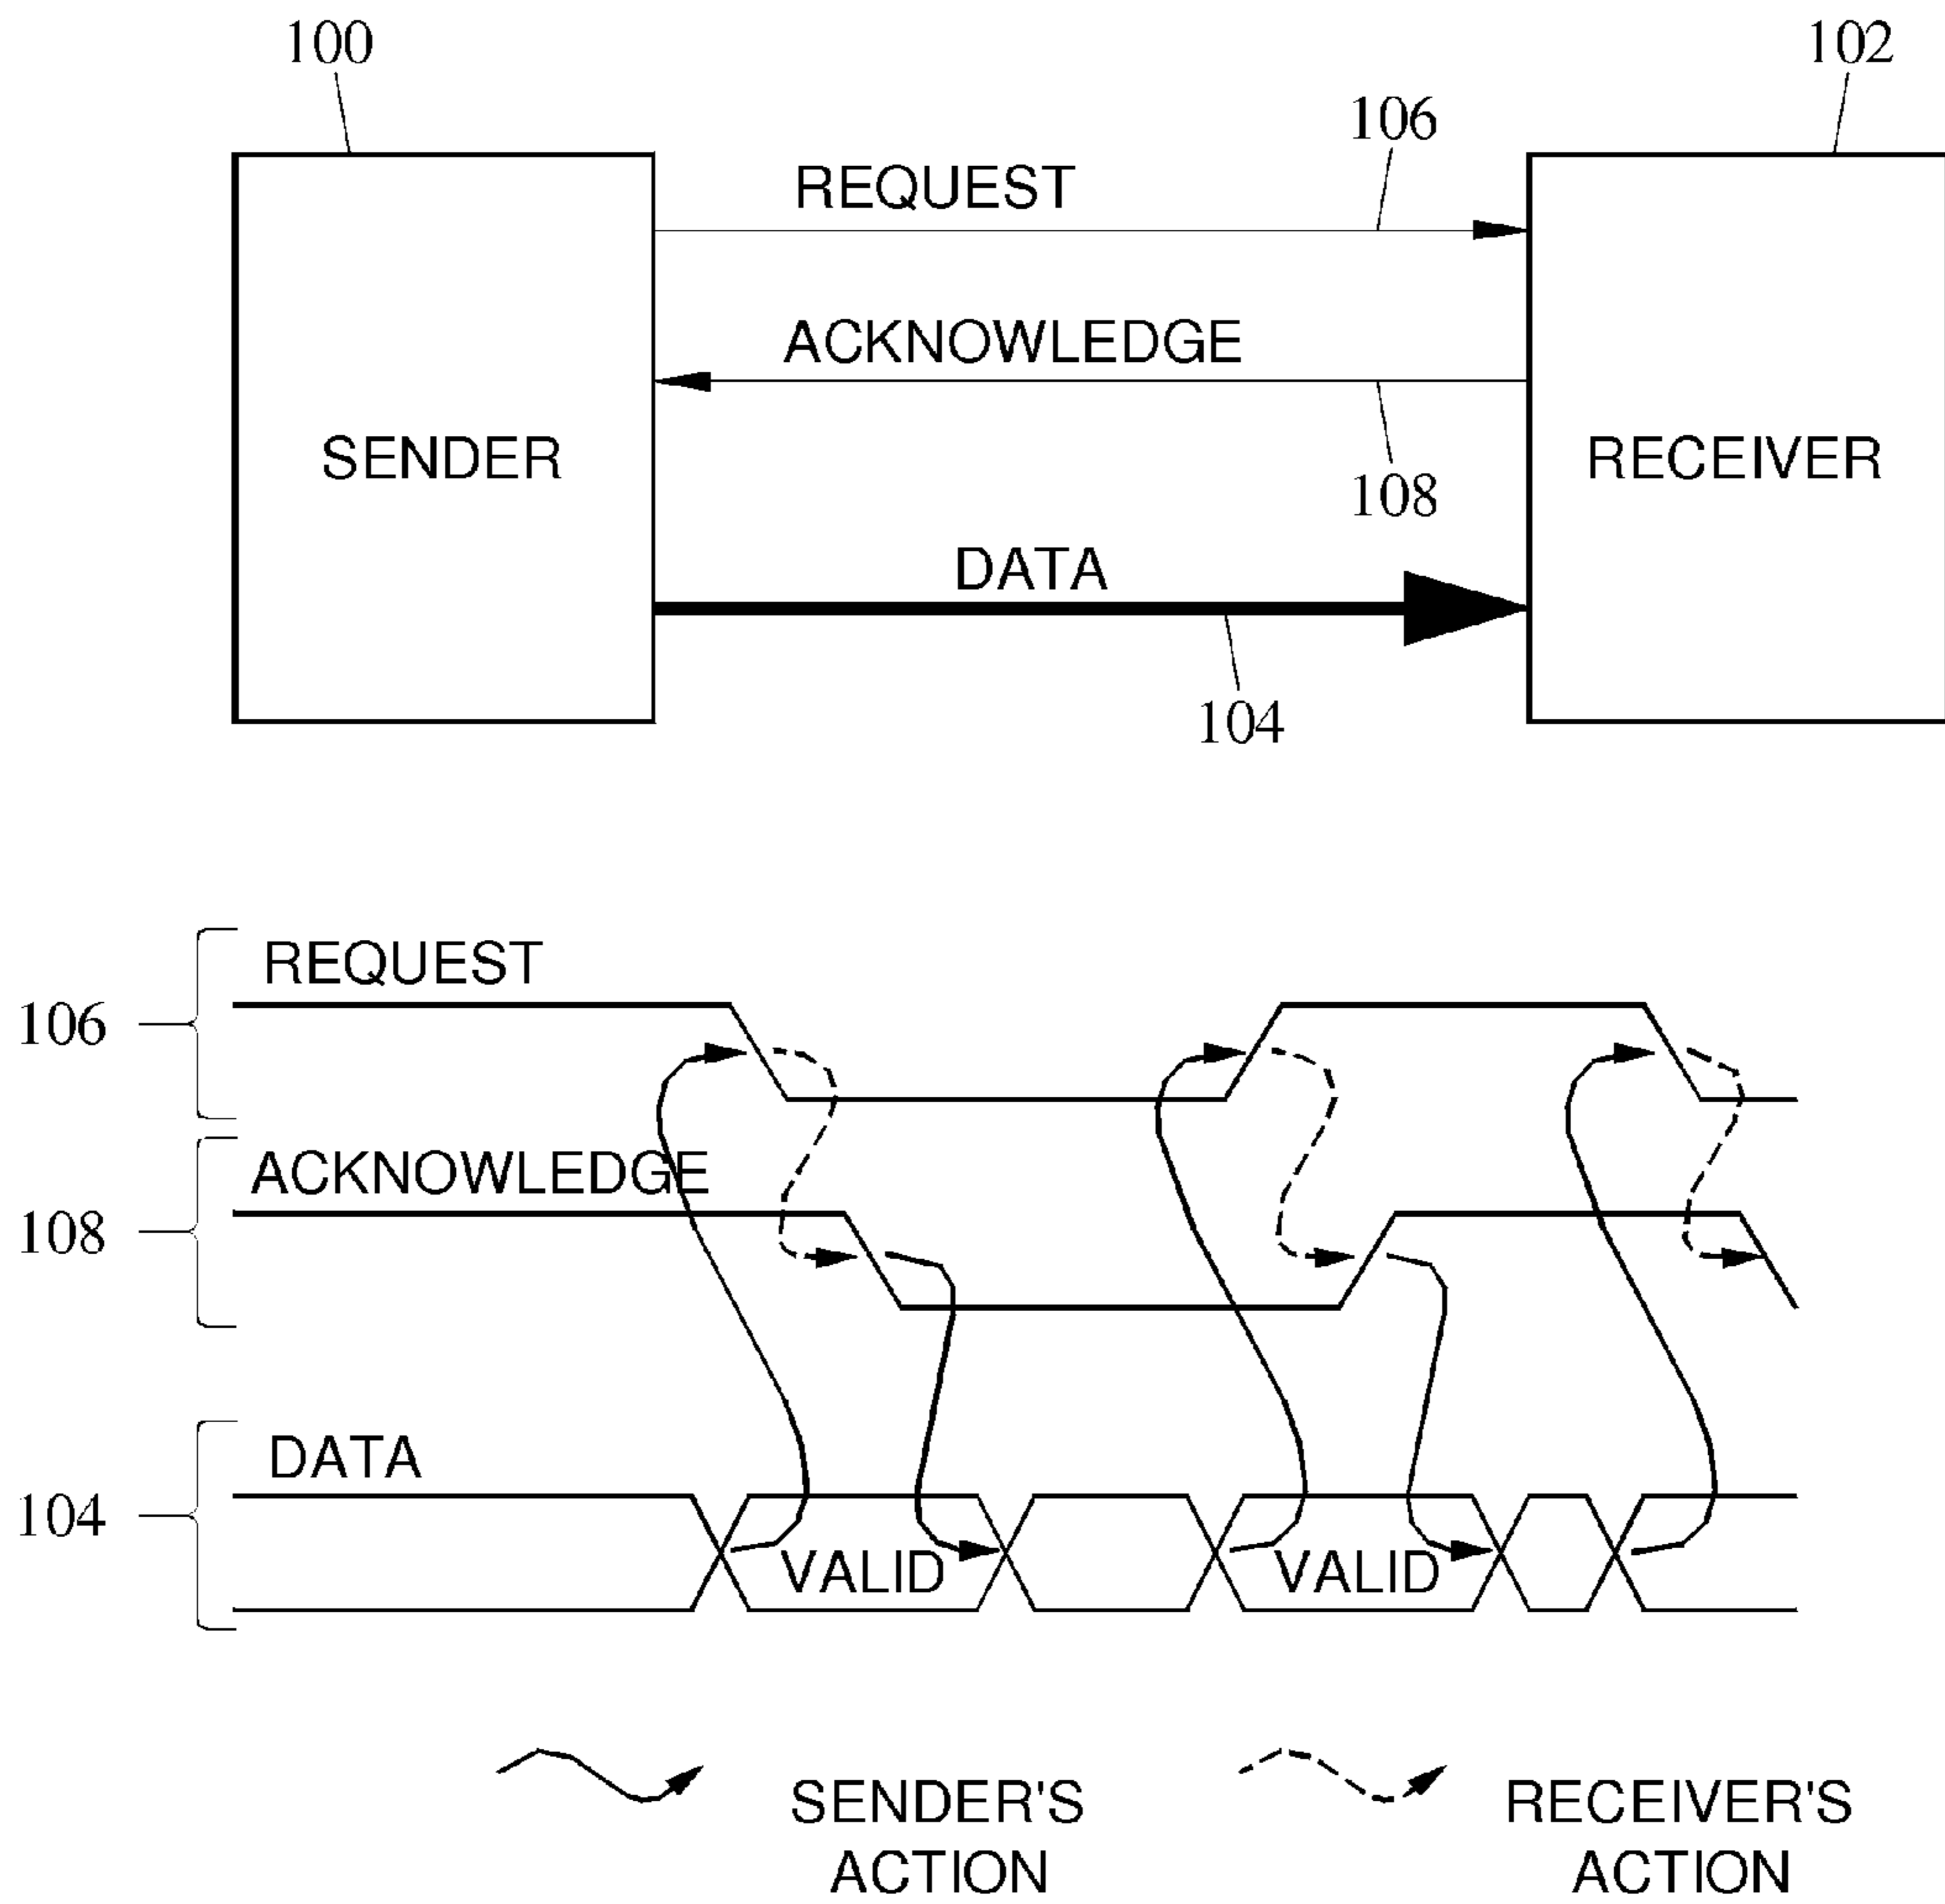 100
102
106
REQUEST
ACKNOWLEDGE
SENDER
RECEIVER
108
DATA
104
REQUEST
106
ACKNOWLEDGE
108
DATA
104
VALID
VALID
SENDER'S
ACTION
RECEIVER'S
ACTION